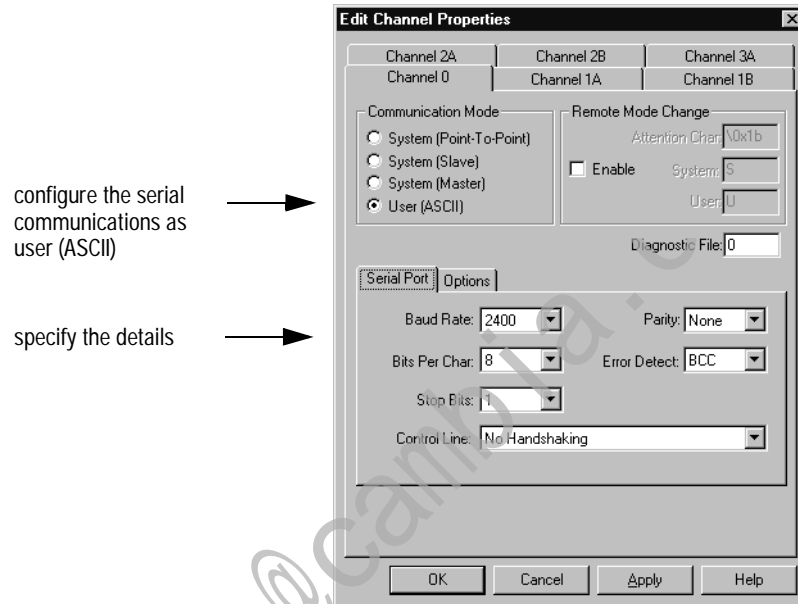 Edit Channel Properties
Channel 2A
Channel 2B
Channel 3A
Channel 0
Channel 1A
Channel 1B
Communication Mode
System (Point-To-Point)
System (Slave)
System (Master)
User (ASCII)
Remote Mode Change
Attention Char: \0x1b
Enable
System: S
User: U
configure the serial
communications as
user (ASCII)
Diagnostic File: 0
Serial Port
Options
specify the details
Baud Rate: 2400
Parity: None
Bits Per Char: 8
Error Detect: BCC
Stop Bits: 1
Control Line: No Handshaking
OK
Cancel
Apply
Help
@cambia.